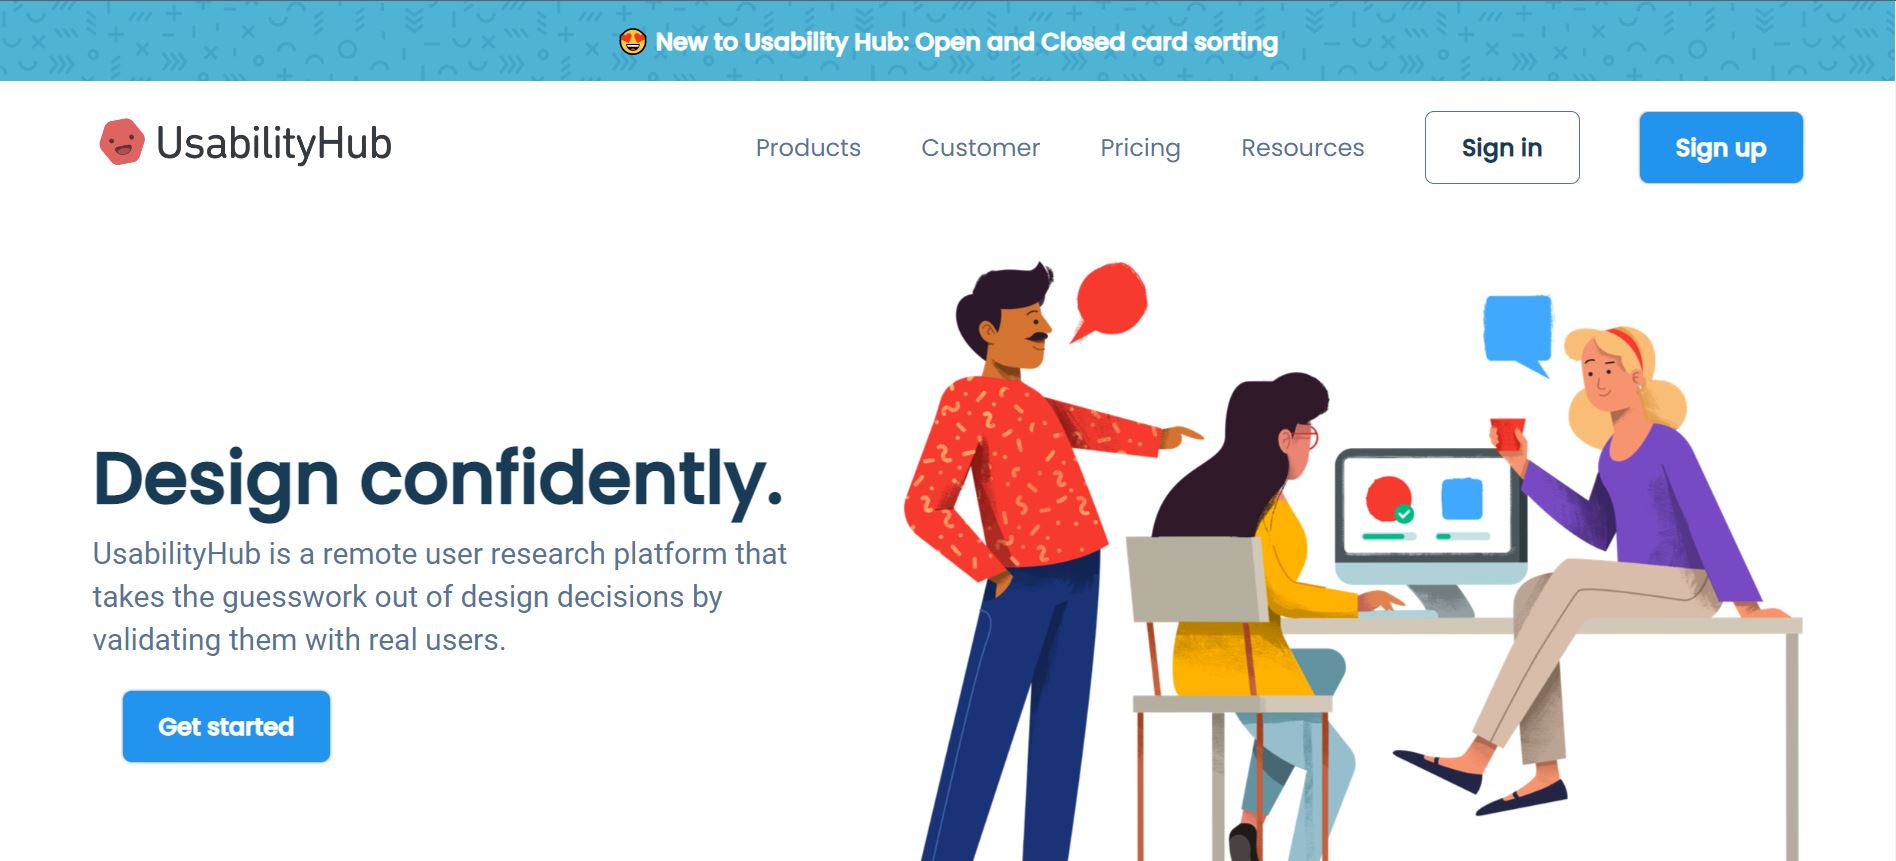 😍 New to Usability Hub: Open and Closed card sorting
UsabilityHub
Products
Customer
Pricing
Resources
Sign in
Sign up
Design confidently.
UsabilityHub is a remote user research platform that
takes the guesswork out of design decisions by
validating them with real users.
Get started